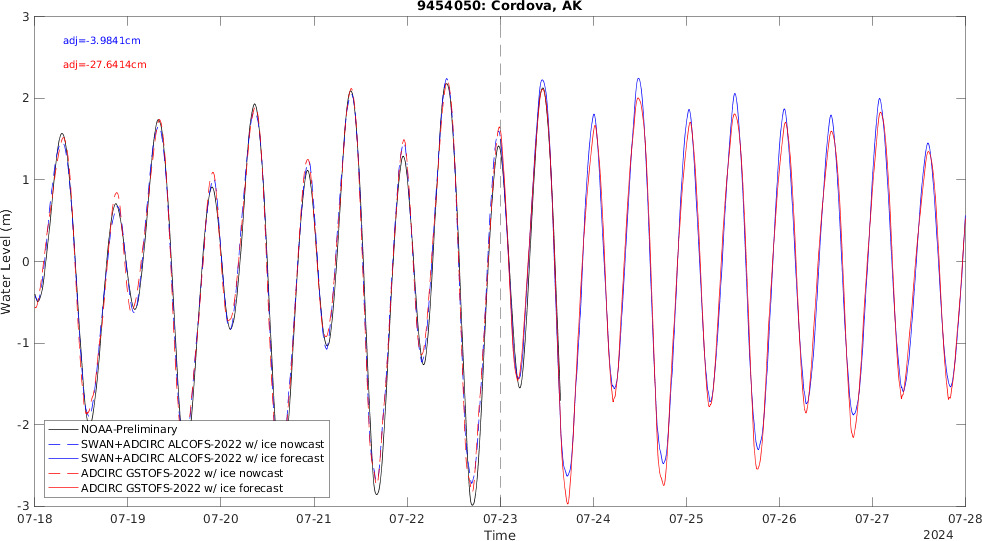 9454050: Cordova, AK
adj=-3.9841cm
adj=-27.6414cm
Water Level (m)
3
2
1
0
-1
-2
-3
NOAA-Preliminary
SWAN+ADCIRC ALCOFS-2022 w/ ice nowcast
SWAN+ADCIRC ALCOFS-2022 w/ ice forecast
ADCIRC GSTOFS-2022 w/ ice nowcast
ADCIRC GSTOFS-2022 w/ ice forecast
07-18 07-19 07-20 07-21 07-22 07-23 07-24 07-25 07-26 07-27 07-28
Time
2024